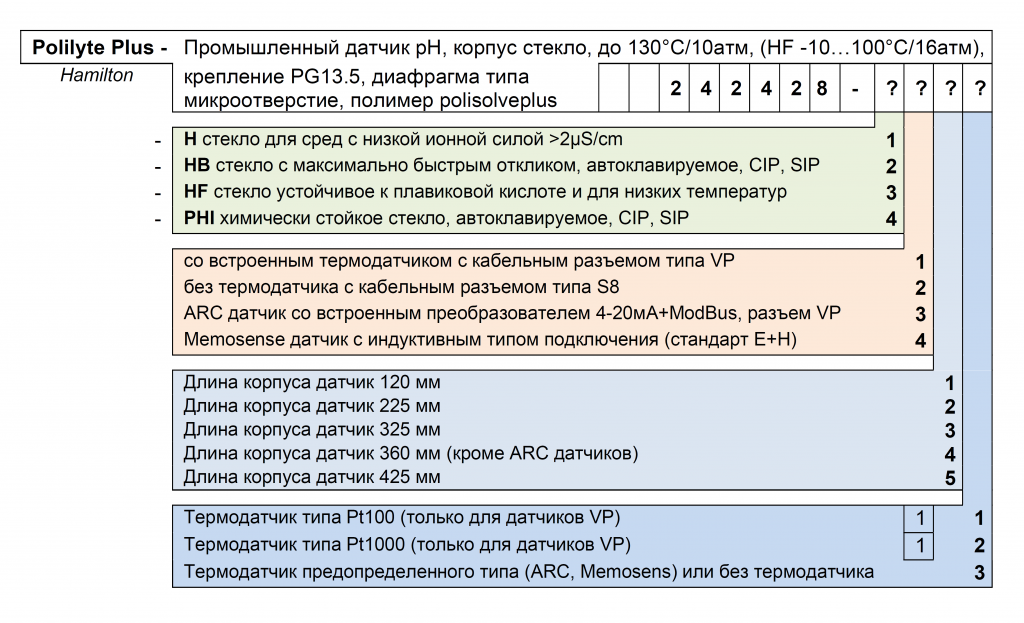 Polilyte Plus - Промышленный датчик pH, корпус стекло, до 130°C/10атм, (HF -10…100°C/16атм),
Hamilton крепление PG13.5, диафрагма типа
микроотверстие, полимер polisolveplus 2 4 2 4 2 8 - ? ? ? ?
- H стекло для сред с низкой ионной силой >2µS/cm 1
- HB стекло с максимально быстрым откликом, автоклавируемое, CIP, SIP 2
- HF стекло устойчивое к плавиковой кислоте и для низких температур 3
- PHI химически стойкое стекло, автоклавируемое, CIP, SIP 4
со встроенным термодатчиком с кабельным разъемом типа VP 1
без термодатчика с кабельным разъемом типа S8 2
ARC датчик со встроенным преобразователем 4-20мА+ModBus, разъем VP 3
Memosense датчик с индуктивным типом подключения (стандарт E+H) 4
Длина корпуса датчик 120 мм 1
Длина корпуса датчик 225 мм 2
Длина корпуса датчик 325 мм 3
Длина корпуса датчик 360 мм (кроме ARC датчиков) 4
Длина корпуса датчик 425 мм 5
Термодатчик типа Pt100 (только для датчиков VP) 1 1
Термодатчик типа Pt1000 (только для датчиков VP) 1 2
Термодатчик предопределенного типа (ARC, Memosens) или без термодатчика 3